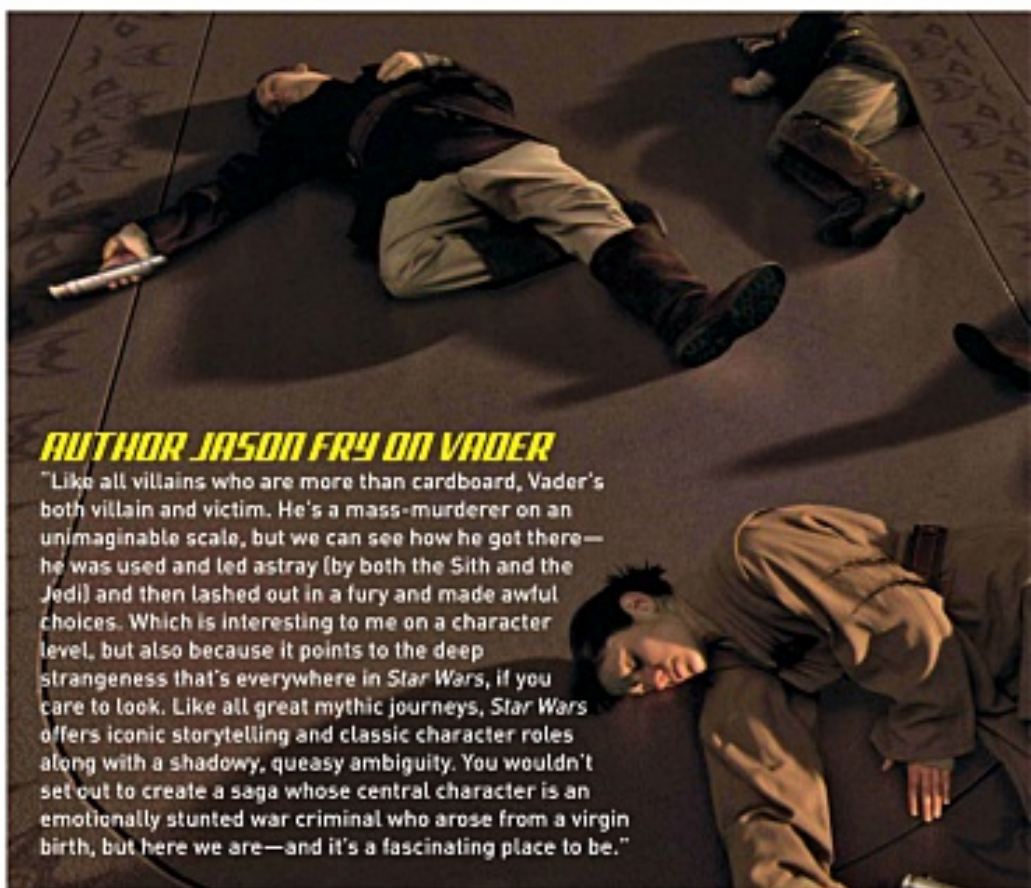 AUTHOR JASON FRY ON VADER
"Like all villains who are more than cardboard, Vader's
both villain and victim. He's a mass-murderer on an
unimaginable scale, but we can see how he got there—
he was used and led astray (by both the Sith and the
Jedi) and then lashed out in a fury and made awful
choices. Which is interesting to me on a character
level, but also because it points to the deep
strangeness that's everywhere in Star Wars, if you
care to look. Like all great mythic journeys, Star Wars
offers iconic storytelling and classic character roles
along with a shadowy, queasy ambiguity. You wouldn't
set out to create a saga whose central character is an
emotionally stunted war criminal who arose from a virgin
birth, but here we are—and it's a fascinating place to be."